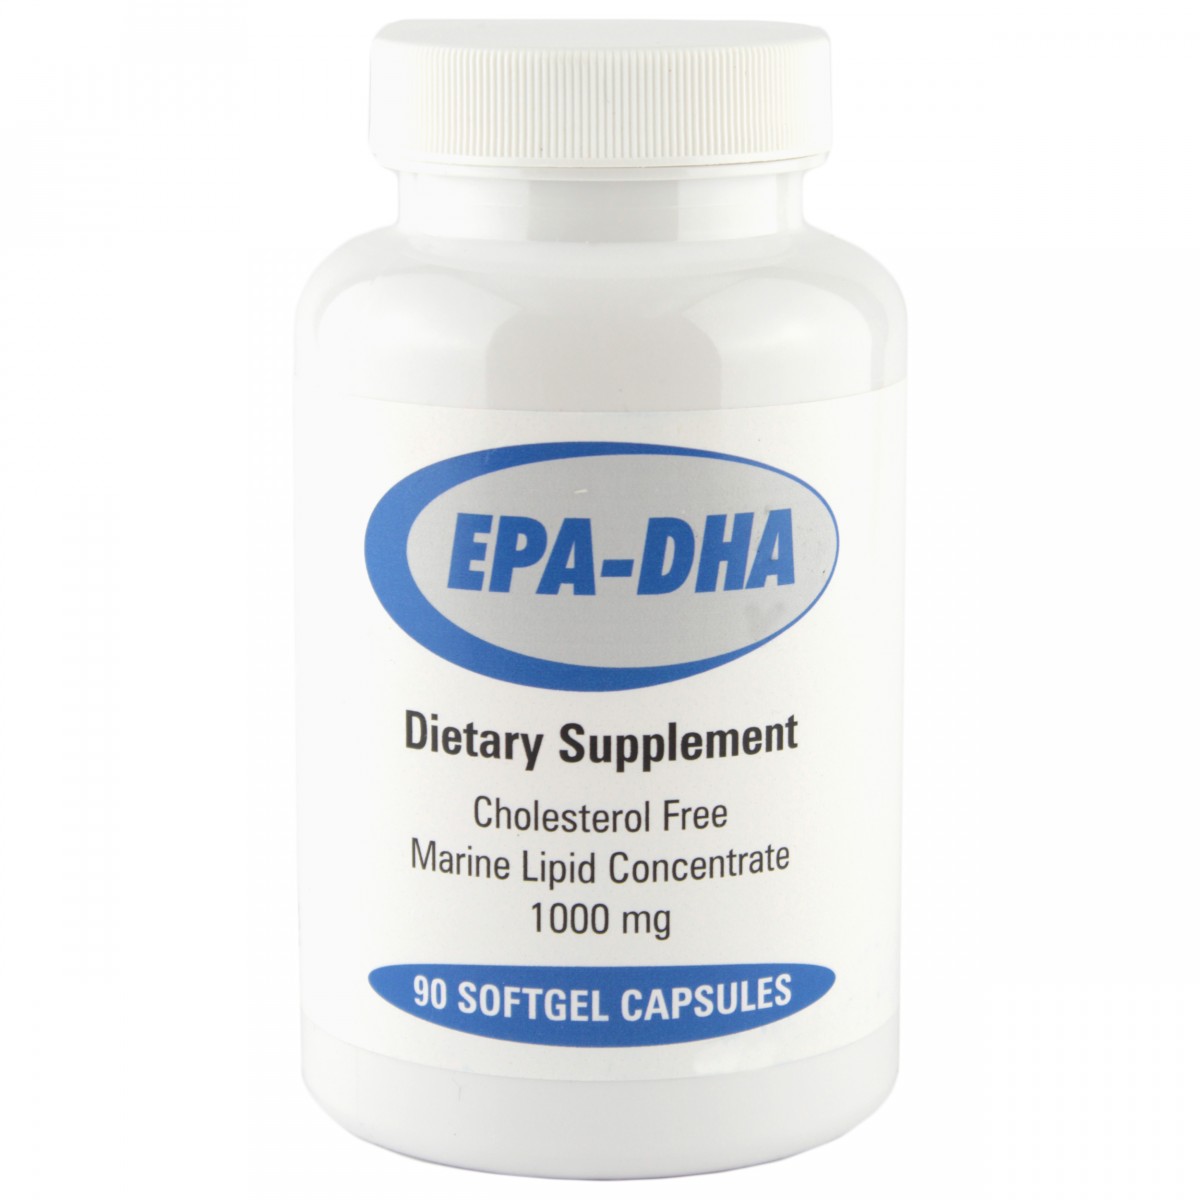 EPA-DHA
Dietary Supplement
Cholesterol Free
Marine Lipid Concentrate
1000 mg
90 SOFTGEL CAPSULES